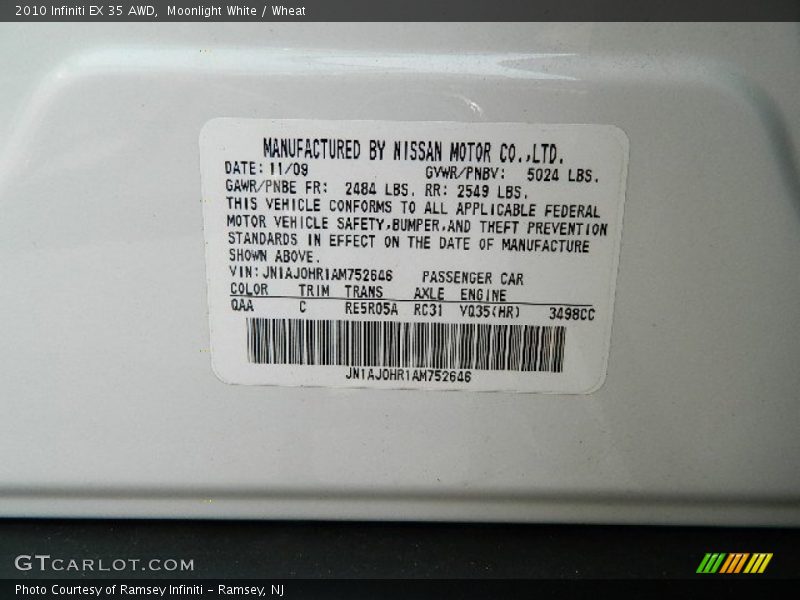 2010 Infiniti EX 35 AWD,  Moonlight White / Wheat
MANUFACTURED BY NISSAN MOTOR CO.,LTD.
DATE: 11/09 GVWR/PNBV: 5024 LBS.
GAWR/PNBE FR: 2484 LBS. RR: 2549 LBS.
THIS VEHICLE CONFORMS TO ALL APPLICABLE FEDERAL
MOTOR VEHICLE SAFETY,BUMPER,AND THEFT PREVENTION
STANDARDS IN EFFECT ON THE DATE OF MANUFACTURE
SHOWN ABOVE.
VIN:JN1AJ0HR1AM752646 PASSENGER CAR
COLOR TRIM TRANS AXLE ENGINE
QAA C RE5R05A RC31 VQ35(HR) 3498CC
JN1AJ0HR1AM752646
GTCARLOT.COM
Photo Courtesy of Ramsey Infiniti - Ramsey, NJ